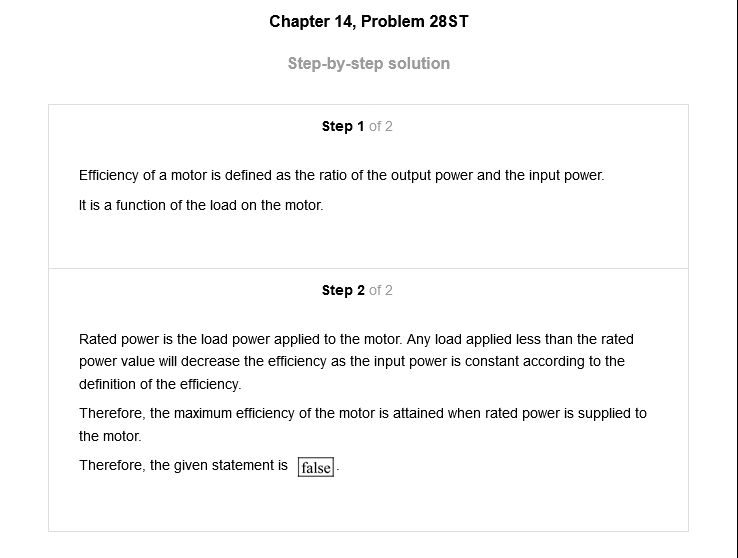 Chapter 14, Problem 28ST
Step-by-step solution
Step 1 of 2
Efficiency of a motor is defined as the ratio of the output power and the input power.
It is a function of the load on the motor.
Step 2 of 2
Rated power is the load power applied to the motor. Any load applied less than the rated
power value will decrease the efficiency as the input power is constant according to the
definition of the efficiency.
Therefore, the maximum efficiency of the motor is attained when rated power is supplied to
the motor.
Therefore, the given statement is false.